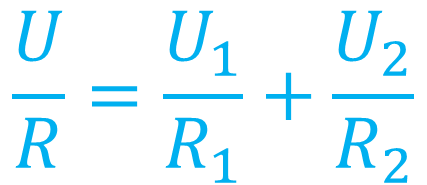 U/R = U₁/R₁ + U₂/R₂